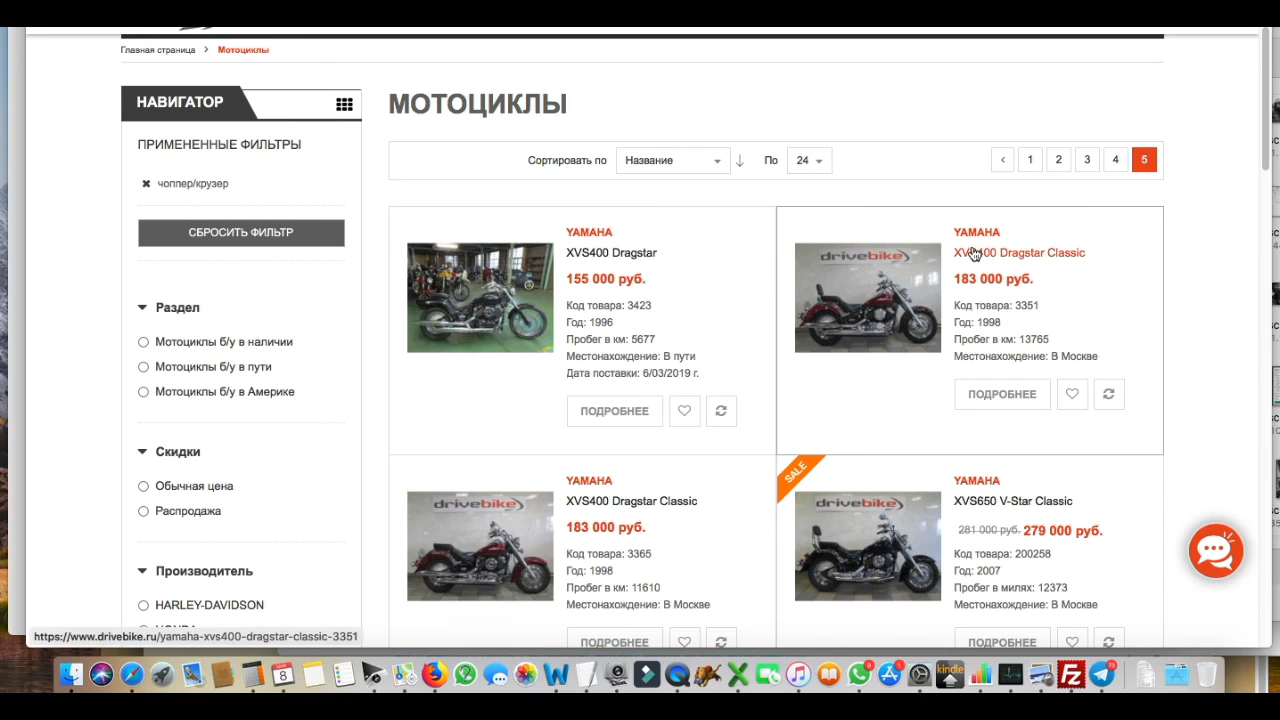 Главная страница > Мотоциклы
НАВИГАТОР
ПРИМЕНЕННЫЕ ФИЛЬТРЫ
чоппер/крузер
СБРОСИТЬ ФИЛЬТР
Раздел
Мотоциклы б/у в наличии
Мотоциклы б/у в пути
Мотоциклы б/у в Америке
Скидки
Обычная цена
Распродажа
Производитель
HARLEY-DAVIDSON
МОТОЦИКЛЫ
Сортировать по Название По 24 < 1 2 3 4 5
YAMAHA
XVS400 Dragstar
155 000 руб.
Код товара: 3423
Год: 1996
Пробег в км: 5677
Местонахождение: В пути
Дата поставки: 6/03/2019 г.
ПОДРОБНЕЕ
drivebike
YAMAHA
XVS400 Dragstar Classic
183 000 руб.
Код товара: 3351
Год: 1998
Пробег в км: 13765
Местонахождение: В Москве
ПОДРОБНЕЕ
drivebike
YAMAHA
XVS400 Dragstar Classic
183 000 руб.
Код товара: 3365
Год: 1998
Пробег в км: 11610
Местонахождение: В Москве
ПОДРОБНЕЕ
SALE
drivebike
YAMAHA
XVS650 V-Star Classic
281 000 руб. 279 000 руб.
Код товара: 200258
Год: 2007
Пробег в милях: 12373
Местонахождение: В Москве
ПОДРОБНЕЕ
https://www.drivebike.ru/yamaha-xvs400-dragstar-classic-3351
8
W
X
kindle
Fz